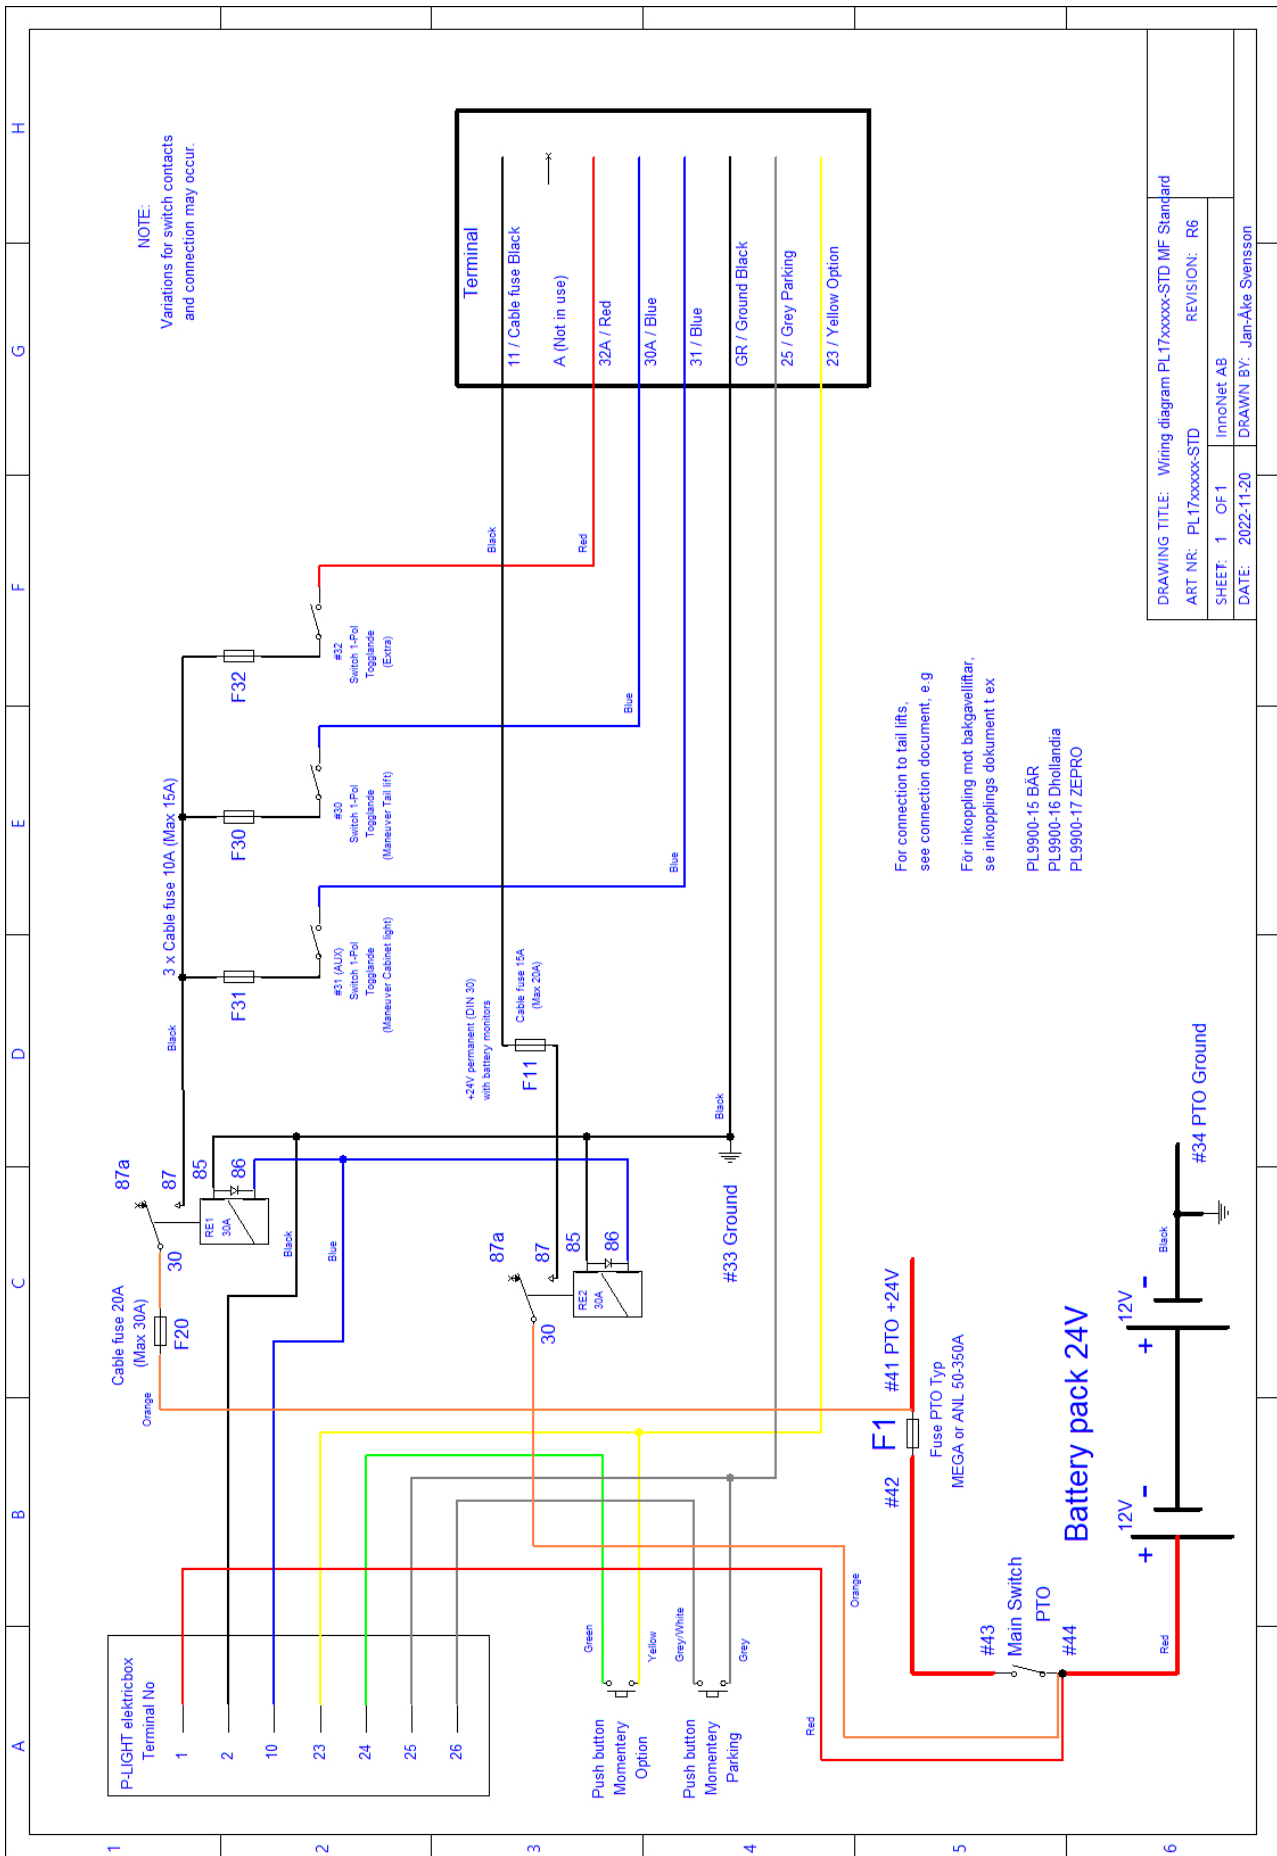 NOTE:
Variations for switch contacts
and connection may occur.
Terminal
11 / Cable fuse Black
A (Not in use)
32A / Red
30A / Blue
31 / Blue
GR / Ground Black
25 / Grey Parking
23 / Yellow Option
3 x Cable fuse 10A (Max 15A)
Black
F31
F30
F32
#31 (AUX)
Switch 1-Pol
Togglande
(Maneuver Cabinet light)
#30
Switch 1-Pol
Togglande
(Maneuver Tail lift)
#32
Switch 1-Pol
Togglande
(Extra)
Black
Red
Blue
Blue
+24V permanent (DIN 30)
with battery monitors
Cable fuse 15A
(Max 20A)
F11
Black
87a
87
85
86
30
RE1
30A
Cable fuse 20A
(Max 30A)
F20
Orange
Black
Blue
87a
87
85
86
30
RE2
30A
#33 Ground
P-LIGHT elektricbox
Terminal No
1
2
10
23
24
25
26
Green
Yellow
Grey/White
Grey
Push button
Momentery
Option
Push button
Momentery
Parking
Red
Orange
#41 PTO +24V
F1
#42
Fuse PTO Typ
MEGA or ANL 50-350A
#43
Main Switch
PTO
#44
Red
Battery pack 24V
+
12V
-
+
12V
-
Black
#34 PTO Ground
For connection to tail lifts,
see connection document, e.g
För inkoppling mot bakgavelliftar,
se inkopplings dokument t ex
PL9900-15 BÄR
PL9900-16 Dhollandia
PL9900-17 ZEPRO
DRAWING TITLE: Wiring diagram PL17xxxxx-STD MF Standard
ART NR: PL17xxxxx-STD REVISION: R6
SHEET: 1 OF 1 InnoNet AB
DATE: 2022-11-20 DRAWN BY: Jan-Åke Svensson
A
B
C
D
E
F
G
H
1
2
3
4
5
6